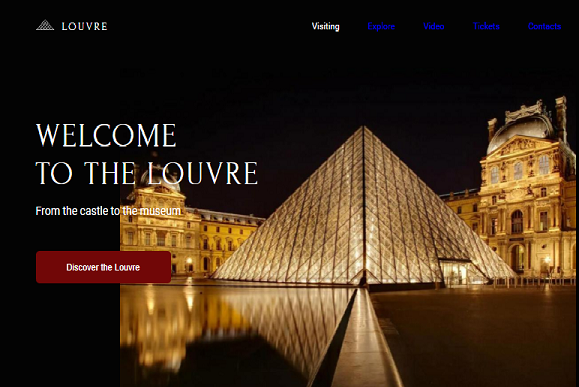 LOUVRE
Visiting
Explore
Video
Tickets
Contacts
WELCOME
TO THE LOUVRE
From the castle to the museum
Discover the Louvre